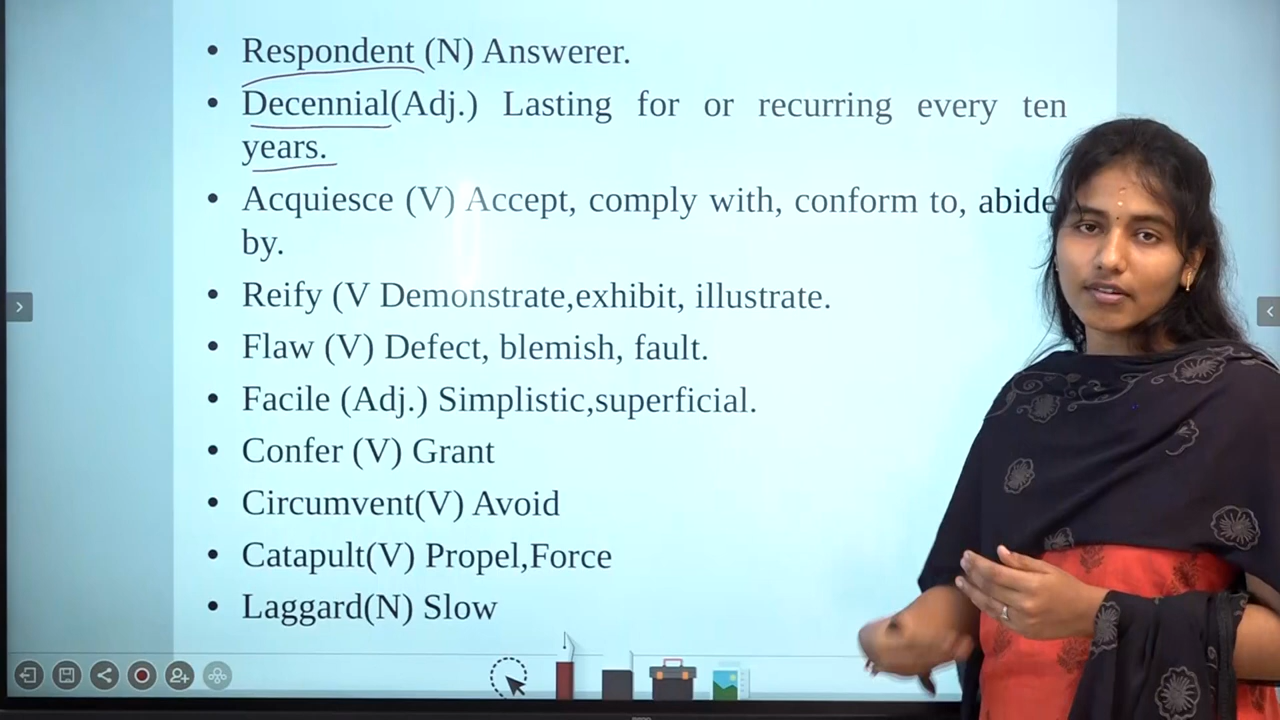 • Respondent (N) Answerer.
• Decennial(Adj.) Lasting for or recurring every ten
years.
• Acquiesce (V) Accept, comply with, conform to, abide
by.
• Reify (V Demonstrate,exhibit, illustrate.
• Flaw (V) Defect, blemish, fault.
• Facile (Adj.) Simplistic,superficial.
• Confer (V) Grant
• Circumvent(V) Avoid
• Catapult(V) Propel,Force
• Laggard(N) Slow